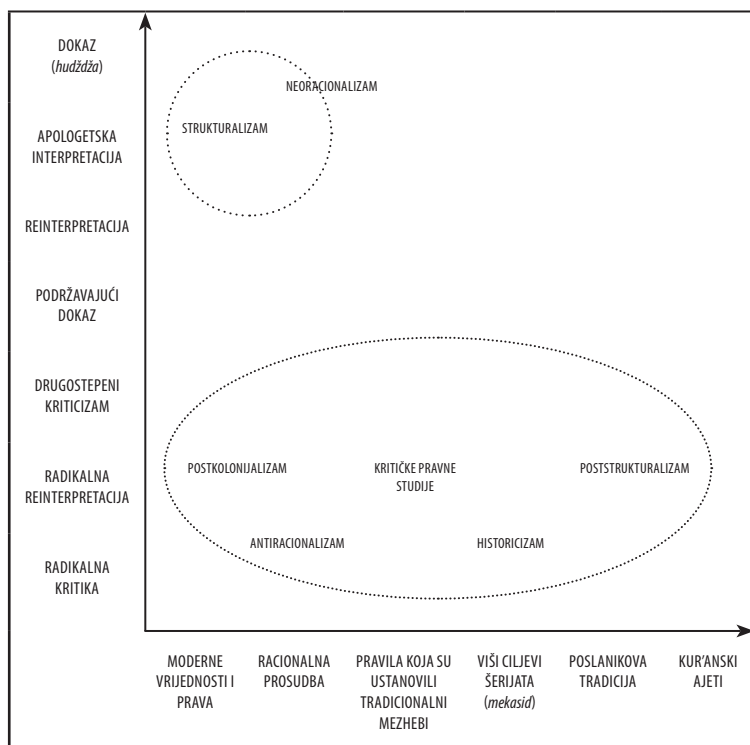 DOKAZ
(hudždža)
NEORACIONALIZAM
STRUKTURALIZAM
APOLOGETSKA
INTERPRETACIJA
REINTERPRETACIJA
PODRŽAVAJUĆI
DOKAZ
DRUGOSTEPENI
KRITICIZAM
RADIKALNA
REINTERPRETACIJA
POSTKOLONIJALIZAM
KRITIČKE PRAVNE
STUDIJE
POSTSTRUKTURALIZAM
ANTIRACIONALIZAM
HISTORICIZAM
RADIKALNA
KRITIKA
MODERNE
VRIJEDNOSTI I
PRAVA
RACIONALNA
PROSUDBA
PRAVILA KOJA SU
USTANOVILI
TRADICIONALNI
MEZHEBI
VIŠI CILJEVI
ŠERIJATA
(mekasid)
POSLANIKOVA
TRADICIJA
KUR'ANSKI
AJETI